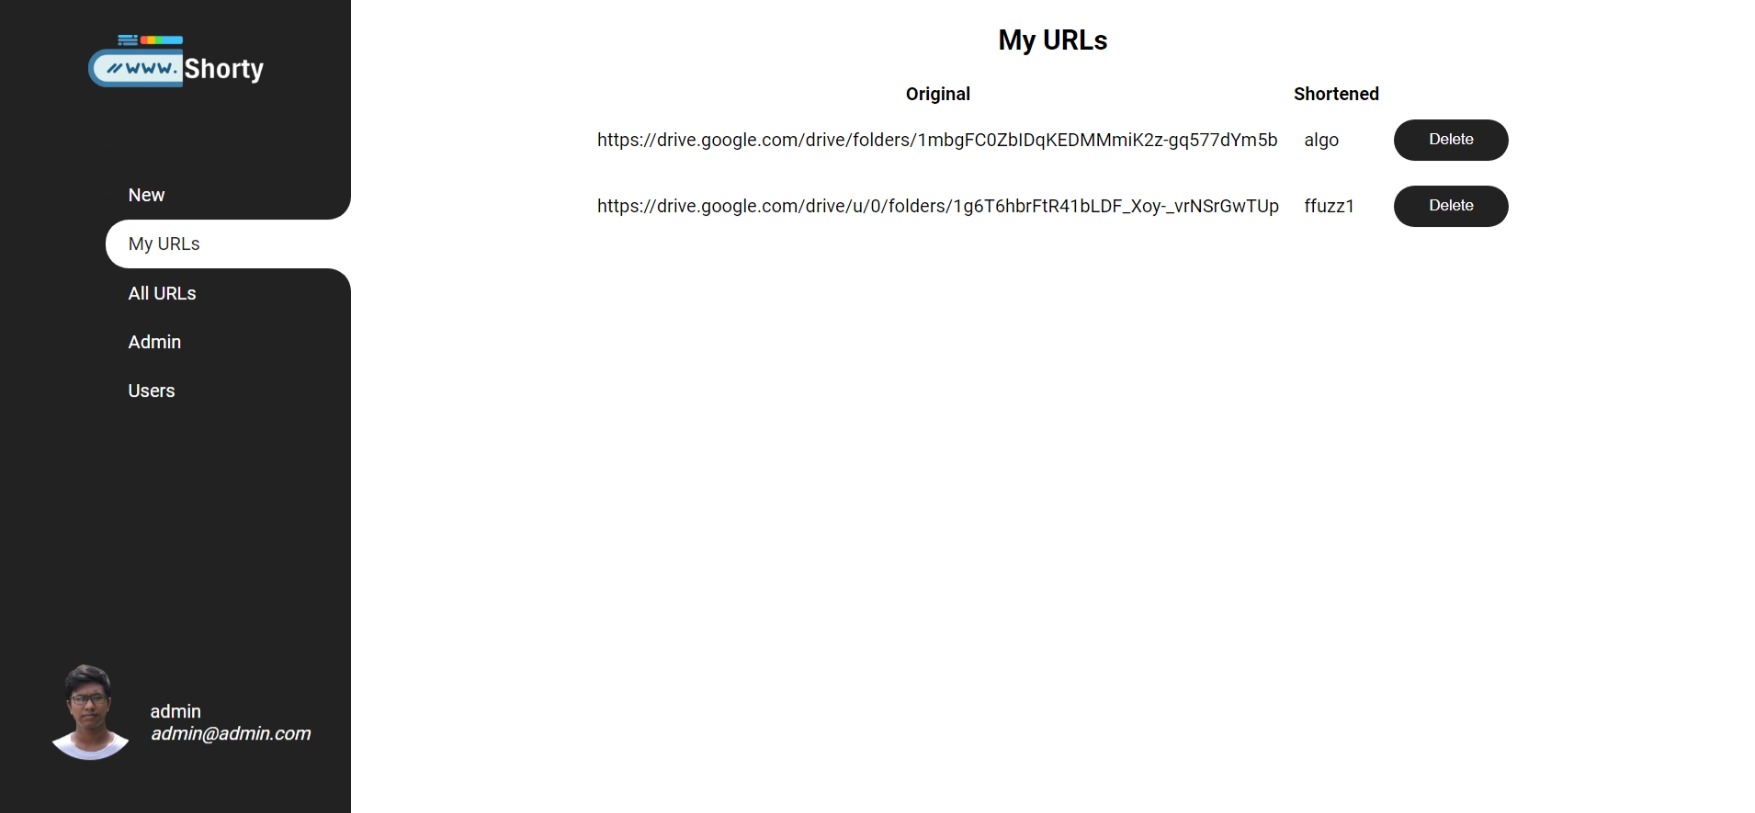 //www. Shorty
New
My URLs
All URLs
Admin
Users
admin
admin@admin.com
My URLs
Original Shortened
https://drive.google.com/drive/folders/1mbgFC0ZbIDqKEDMMmiK2z-gq577dYm5b algo Delete
https://drive.google.com/drive/u/0/folders/1g6T6hbrFtR41bLDF_Xoy-_vrNSrGwTUp ffuzz1 Delete